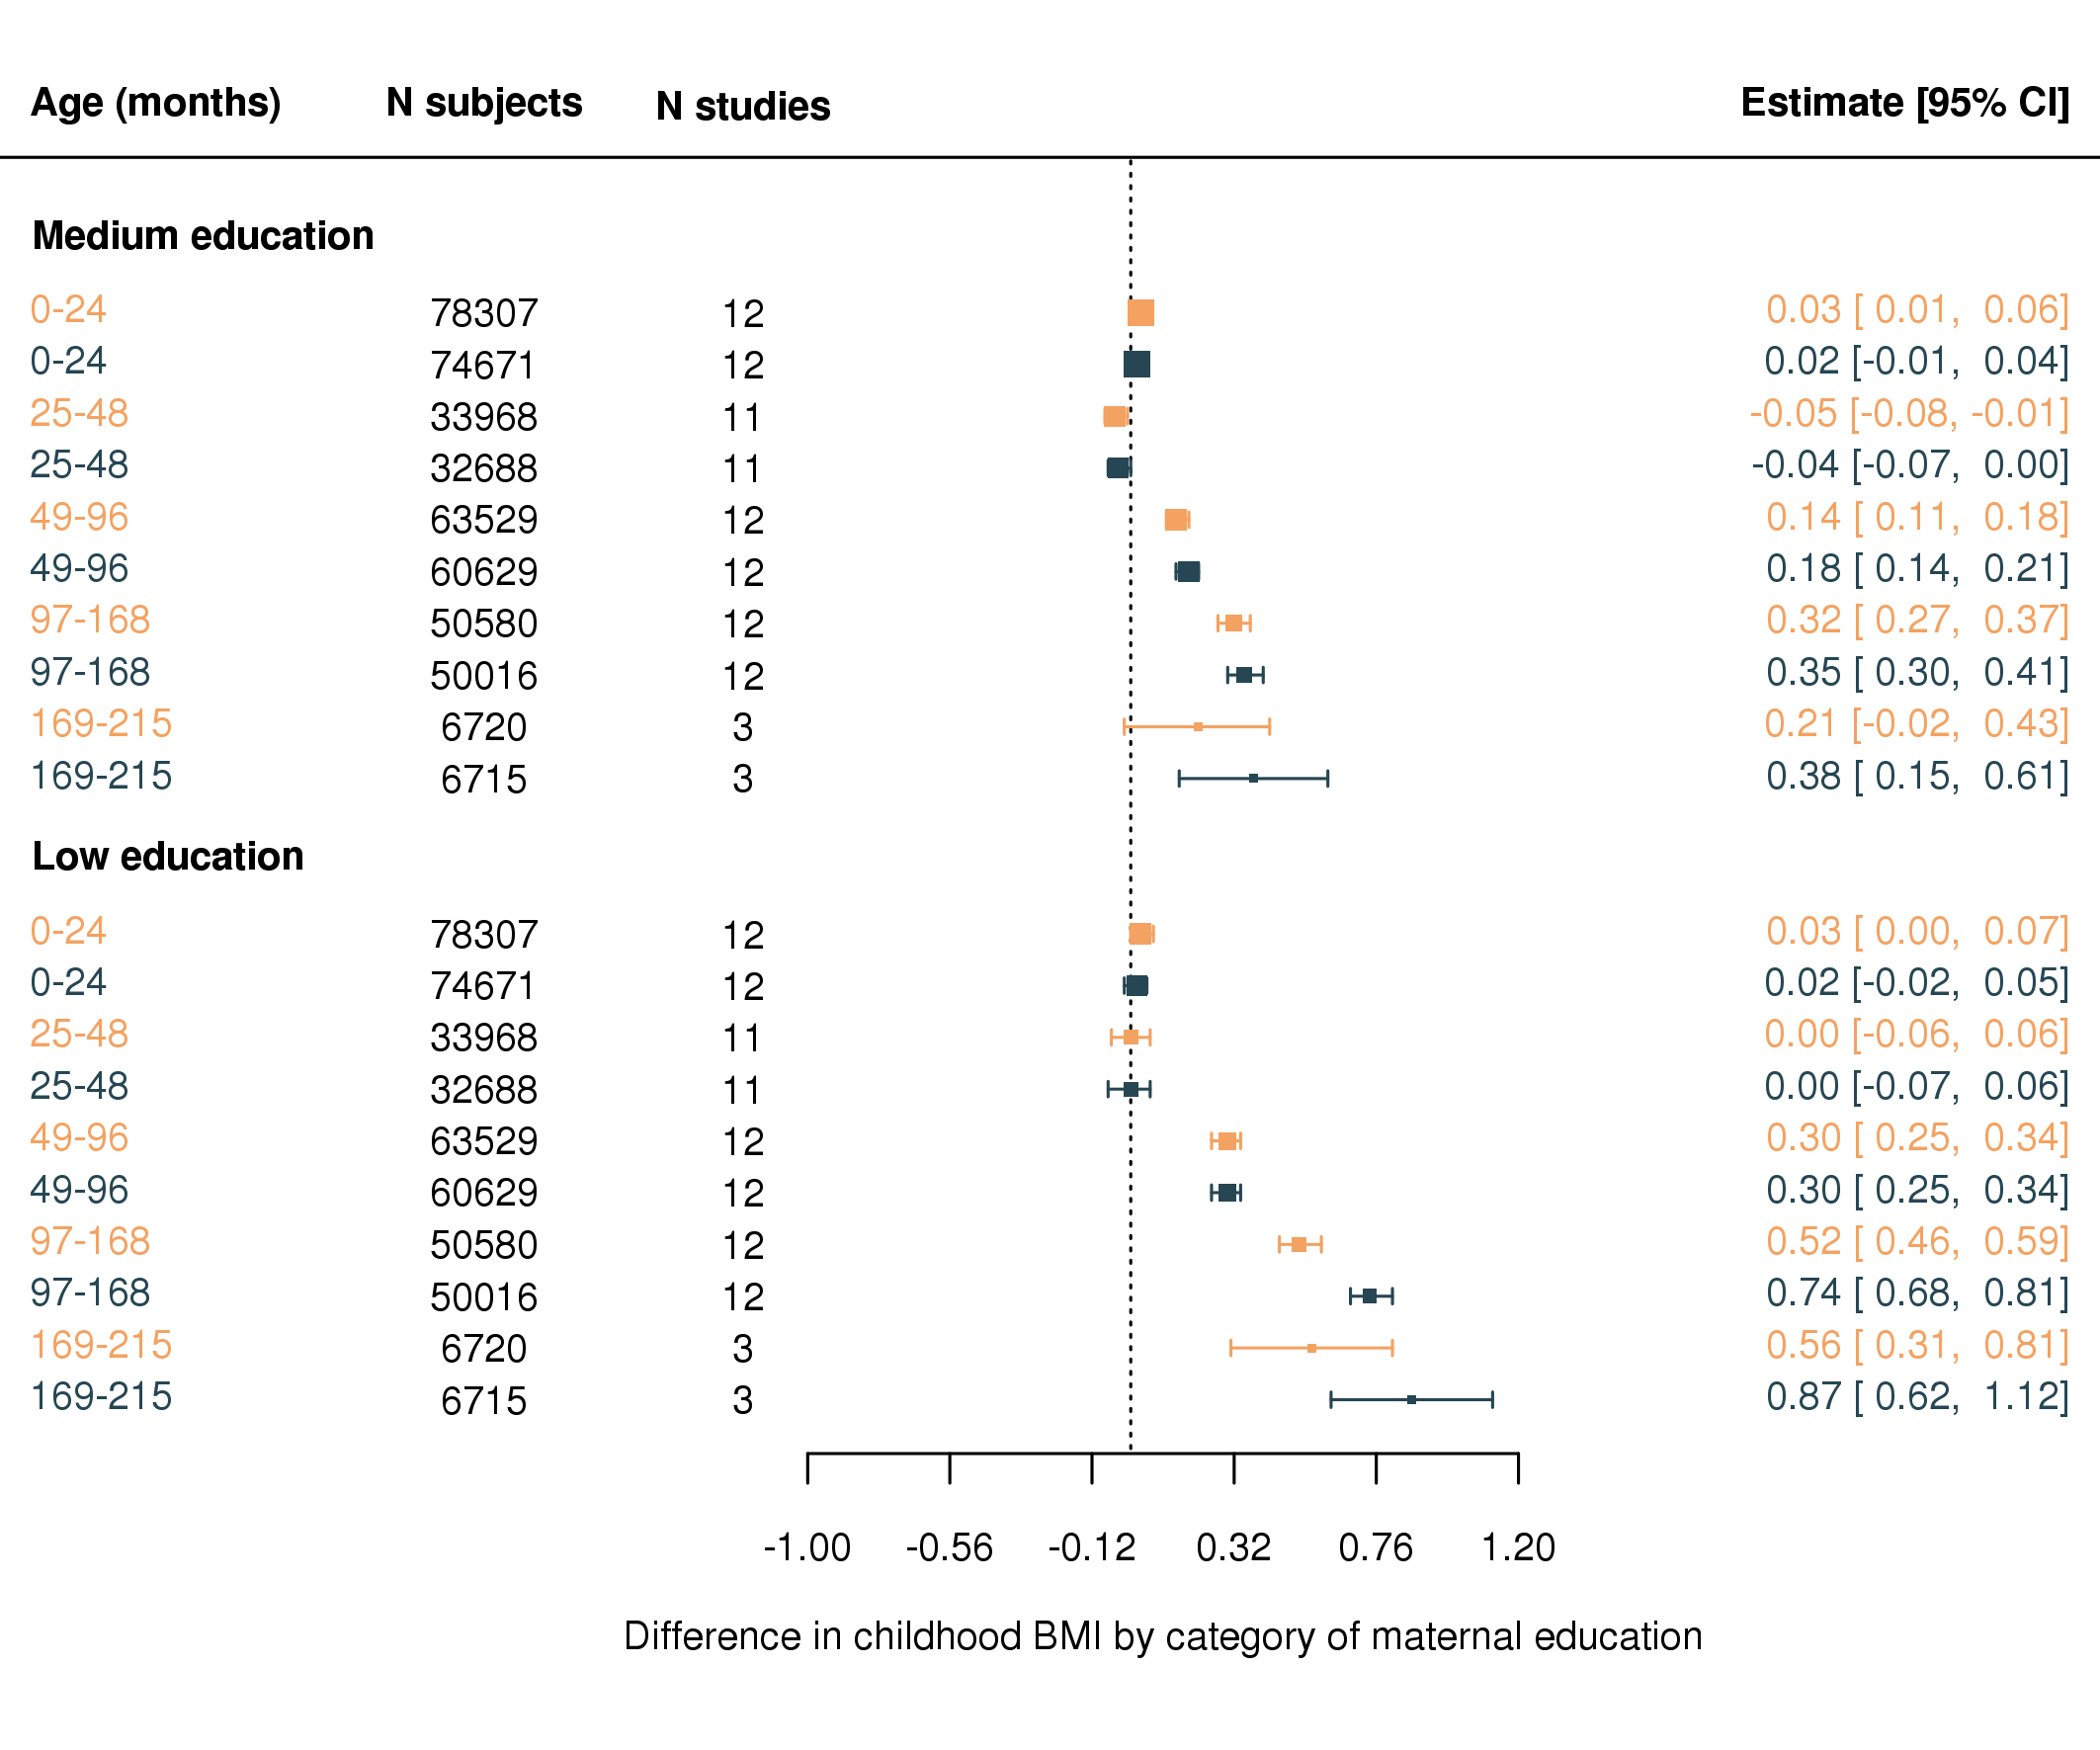 Age (months) N subjects N studies Estimate [95% CI]
Medium education
0-24 78307 12 0.03 [ 0.01, 0.06]
0-24 74671 12 0.02 [-0.01, 0.04]
25-48 33968 11 -0.05 [-0.08, -0.01]
25-48 32688 11 -0.04 [-0.07, 0.00]
49-96 63529 12 0.14 [ 0.11, 0.18]
49-96 60629 12 0.18 [ 0.14, 0.21]
97-168 50580 12 0.32 [ 0.27, 0.37]
97-168 50016 12 0.35 [ 0.30, 0.41]
169-215 6720 3 0.21 [-0.02, 0.43]
169-215 6715 3 0.38 [ 0.15, 0.61]
Low education
0-24 78307 12 0.03 [ 0.00, 0.07]
0-24 74671 12 0.02 [-0.02, 0.05]
25-48 33968 11 0.00 [-0.06, 0.06]
25-48 32688 11 0.00 [-0.07, 0.06]
49-96 63529 12 0.30 [ 0.25, 0.34]
49-96 60629 12 0.30 [ 0.25, 0.34]
97-168 50580 12 0.52 [ 0.46, 0.59]
97-168 50016 12 0.74 [ 0.68, 0.81]
169-215 6720 3 0.56 [ 0.31, 0.81]
169-215 6715 3 0.87 [ 0.62, 1.12]
-1.00 -0.56 -0.12 0.32 0.76 1.20
Difference in childhood BMI by category of maternal education